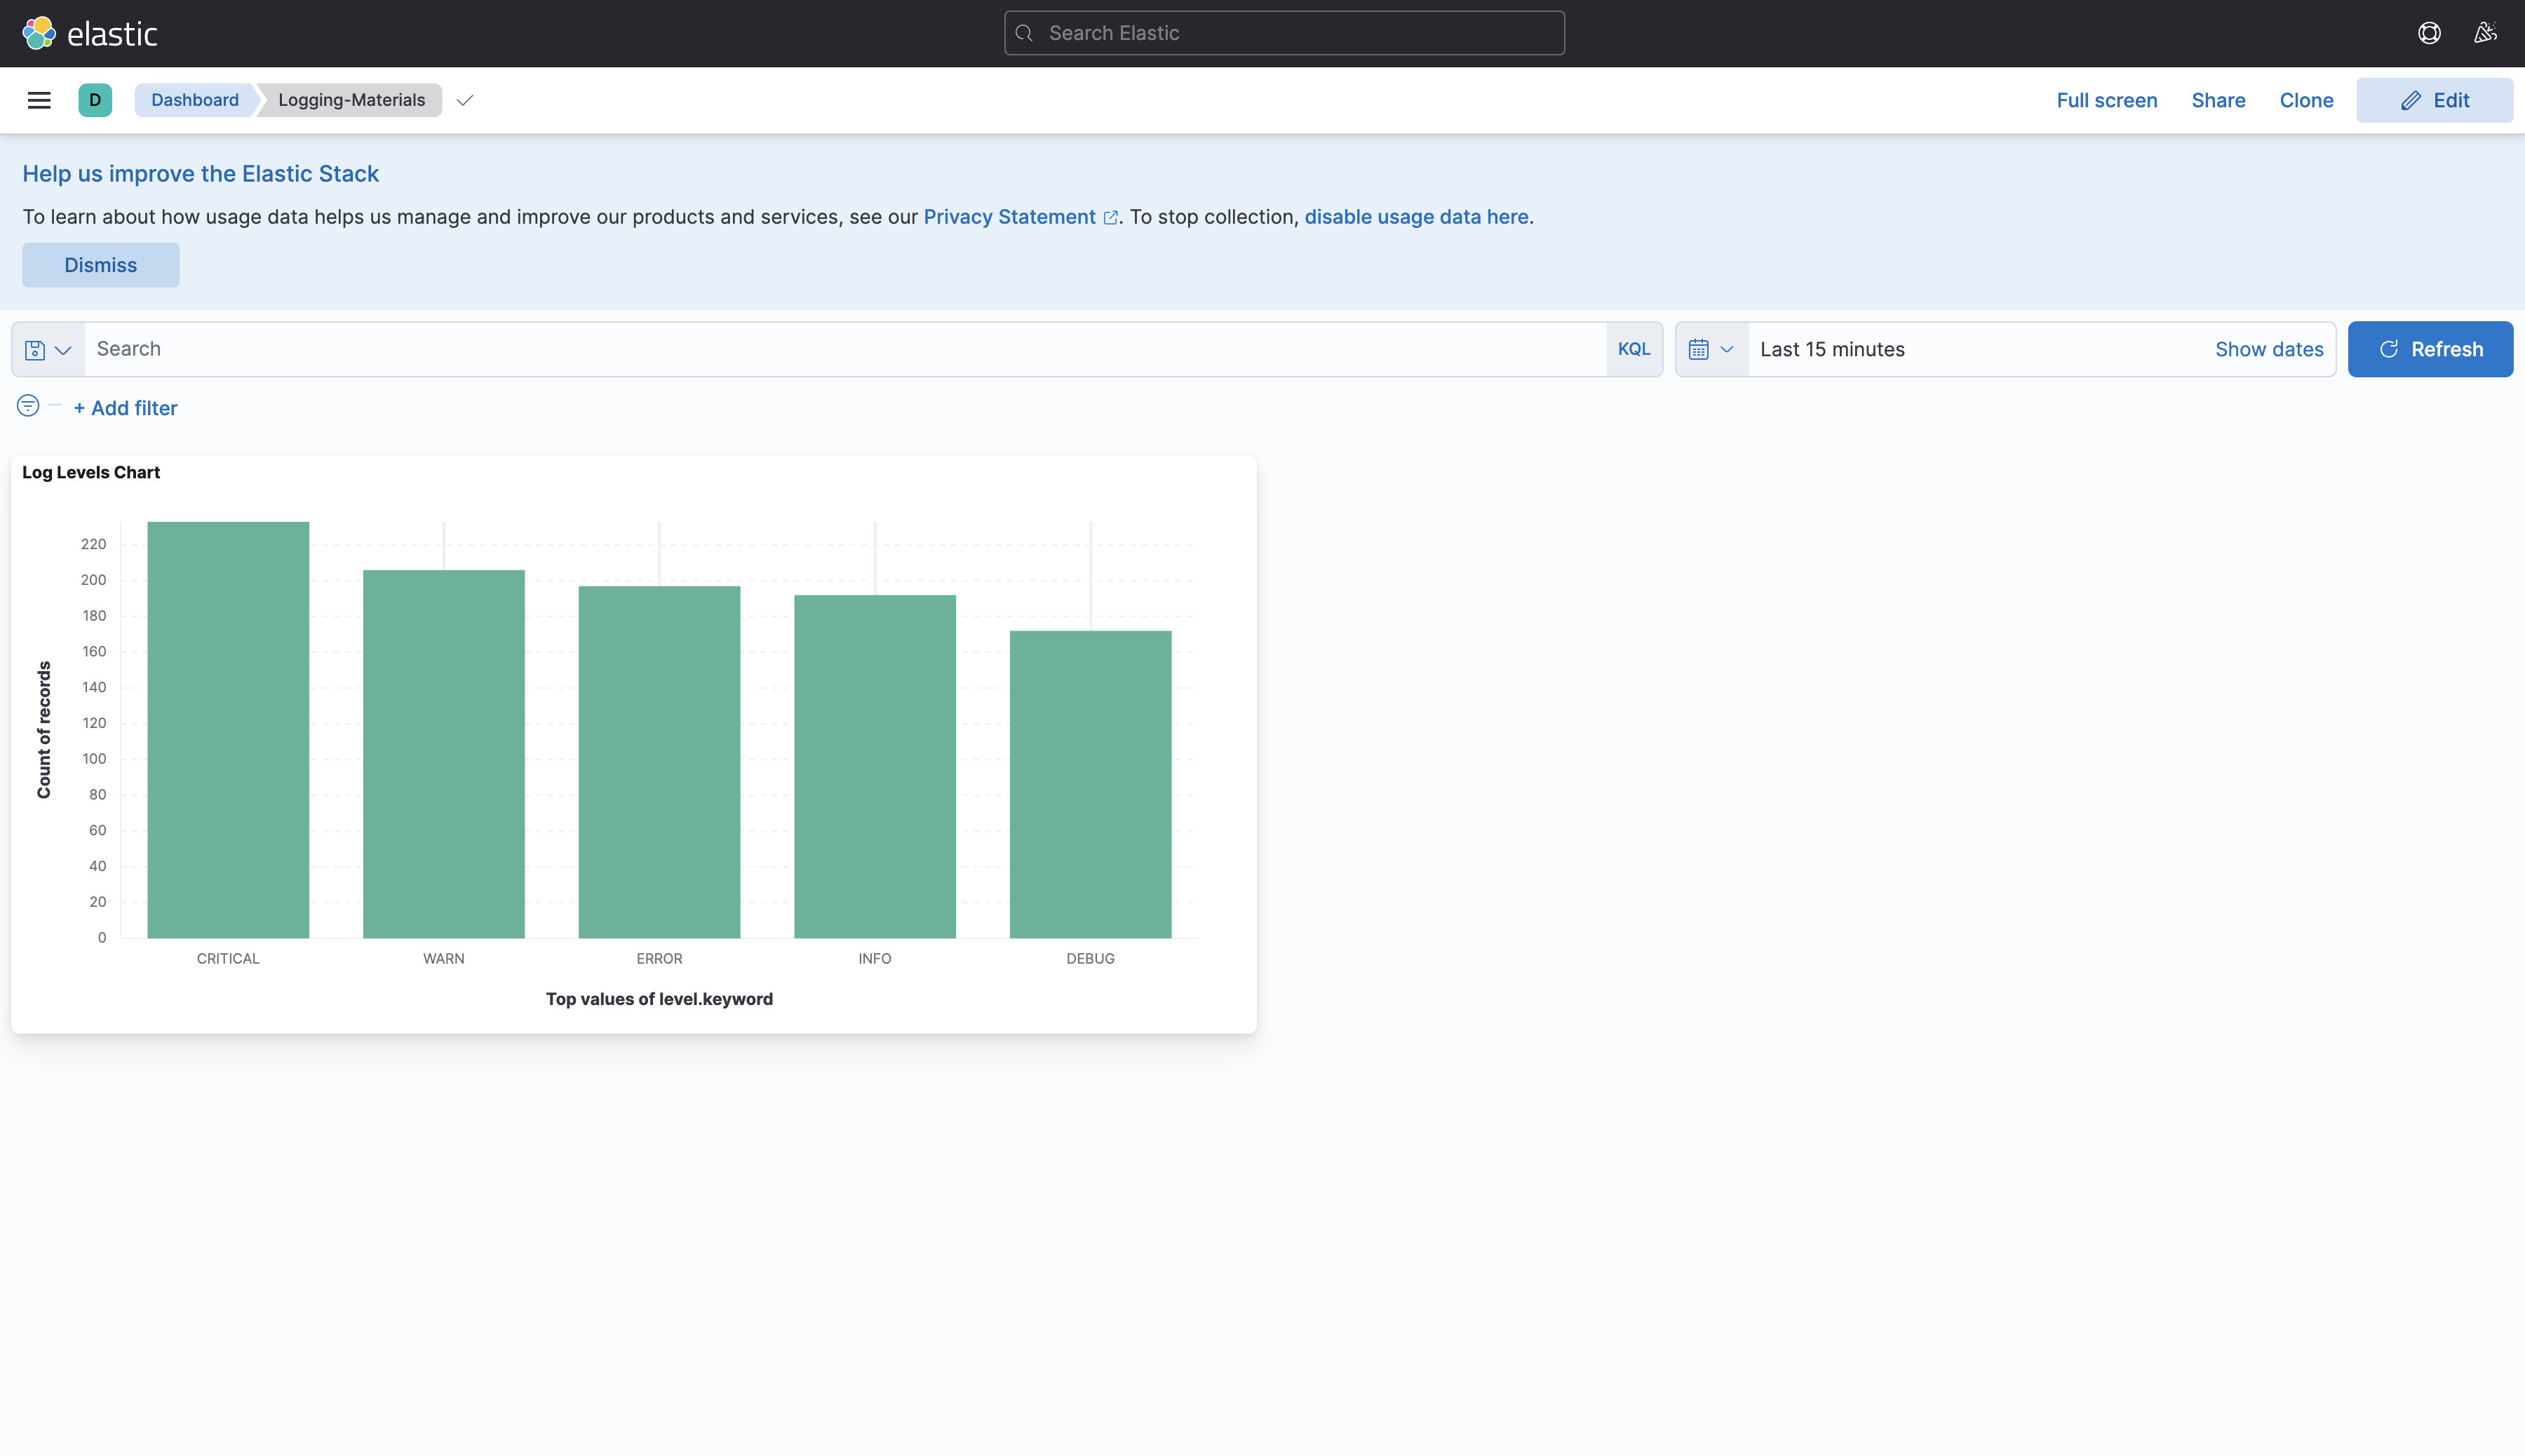 elastic
Search Elastic
D
Dashboard
Logging-Materials
Full screen
Share
Clone
Edit
Help us improve the Elastic Stack
To learn about how usage data helps us manage and improve our products and services, see our Privacy Statement. To stop collection, disable usage data here.
Dismiss
Search
KQL
Last 15 minutes
Show dates
Refresh
+ Add filter
Log Levels Chart
220
200
180
160
140
120
100
80
60
40
20
0
Count of records
CRITICAL
WARN
ERROR
INFO
DEBUG
Top values of level.keyword